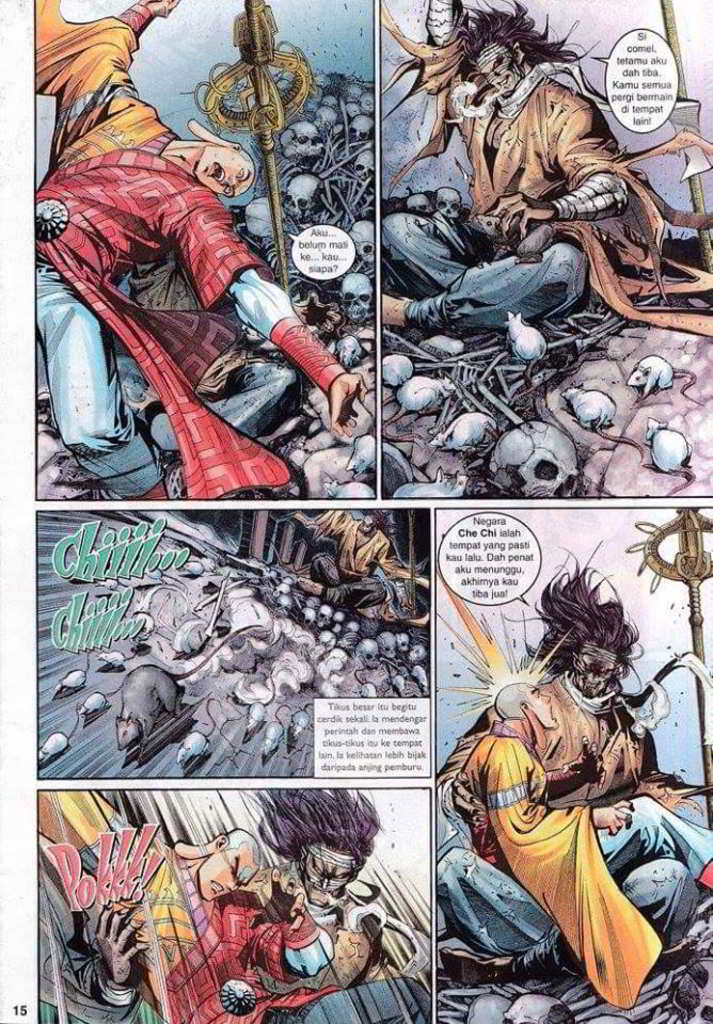 Aku...
belum mati
ke... kau...
siapa?
Si
comel,
tetamu aku
dah tiba.
Kamu semua
pergi bermain
di tempat
lain!
Chiiii...
Chiiii...
Tikus besar itu begitu
cerdik sekali. Ia mendengar
perintah dan membawa
tikus-tikus itu ke tempat
lain. Ia kelihatan lebih bijak
daripada anjing pemburu.
Negara
Che Chi ialah
tempat yang pasti
kau lalu. Dah penat
aku menunggu,
akhirnya kau
tiba jua!
Pokkk!
15